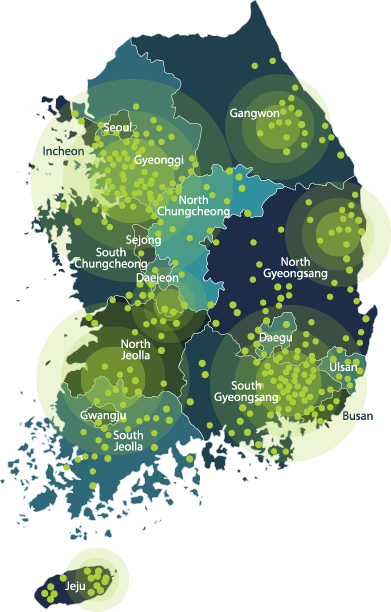 Gangwon
Seoul
Incheon
Gyeonggi
North
Chungcheong
Sejong
South
Chungcheong
Daejeon
North
Gyeongsang
Daegu
North
Jeolla
Ulsan
South
Gyeongsang
Gwangju
Busan
South
Jeolla
Jeju